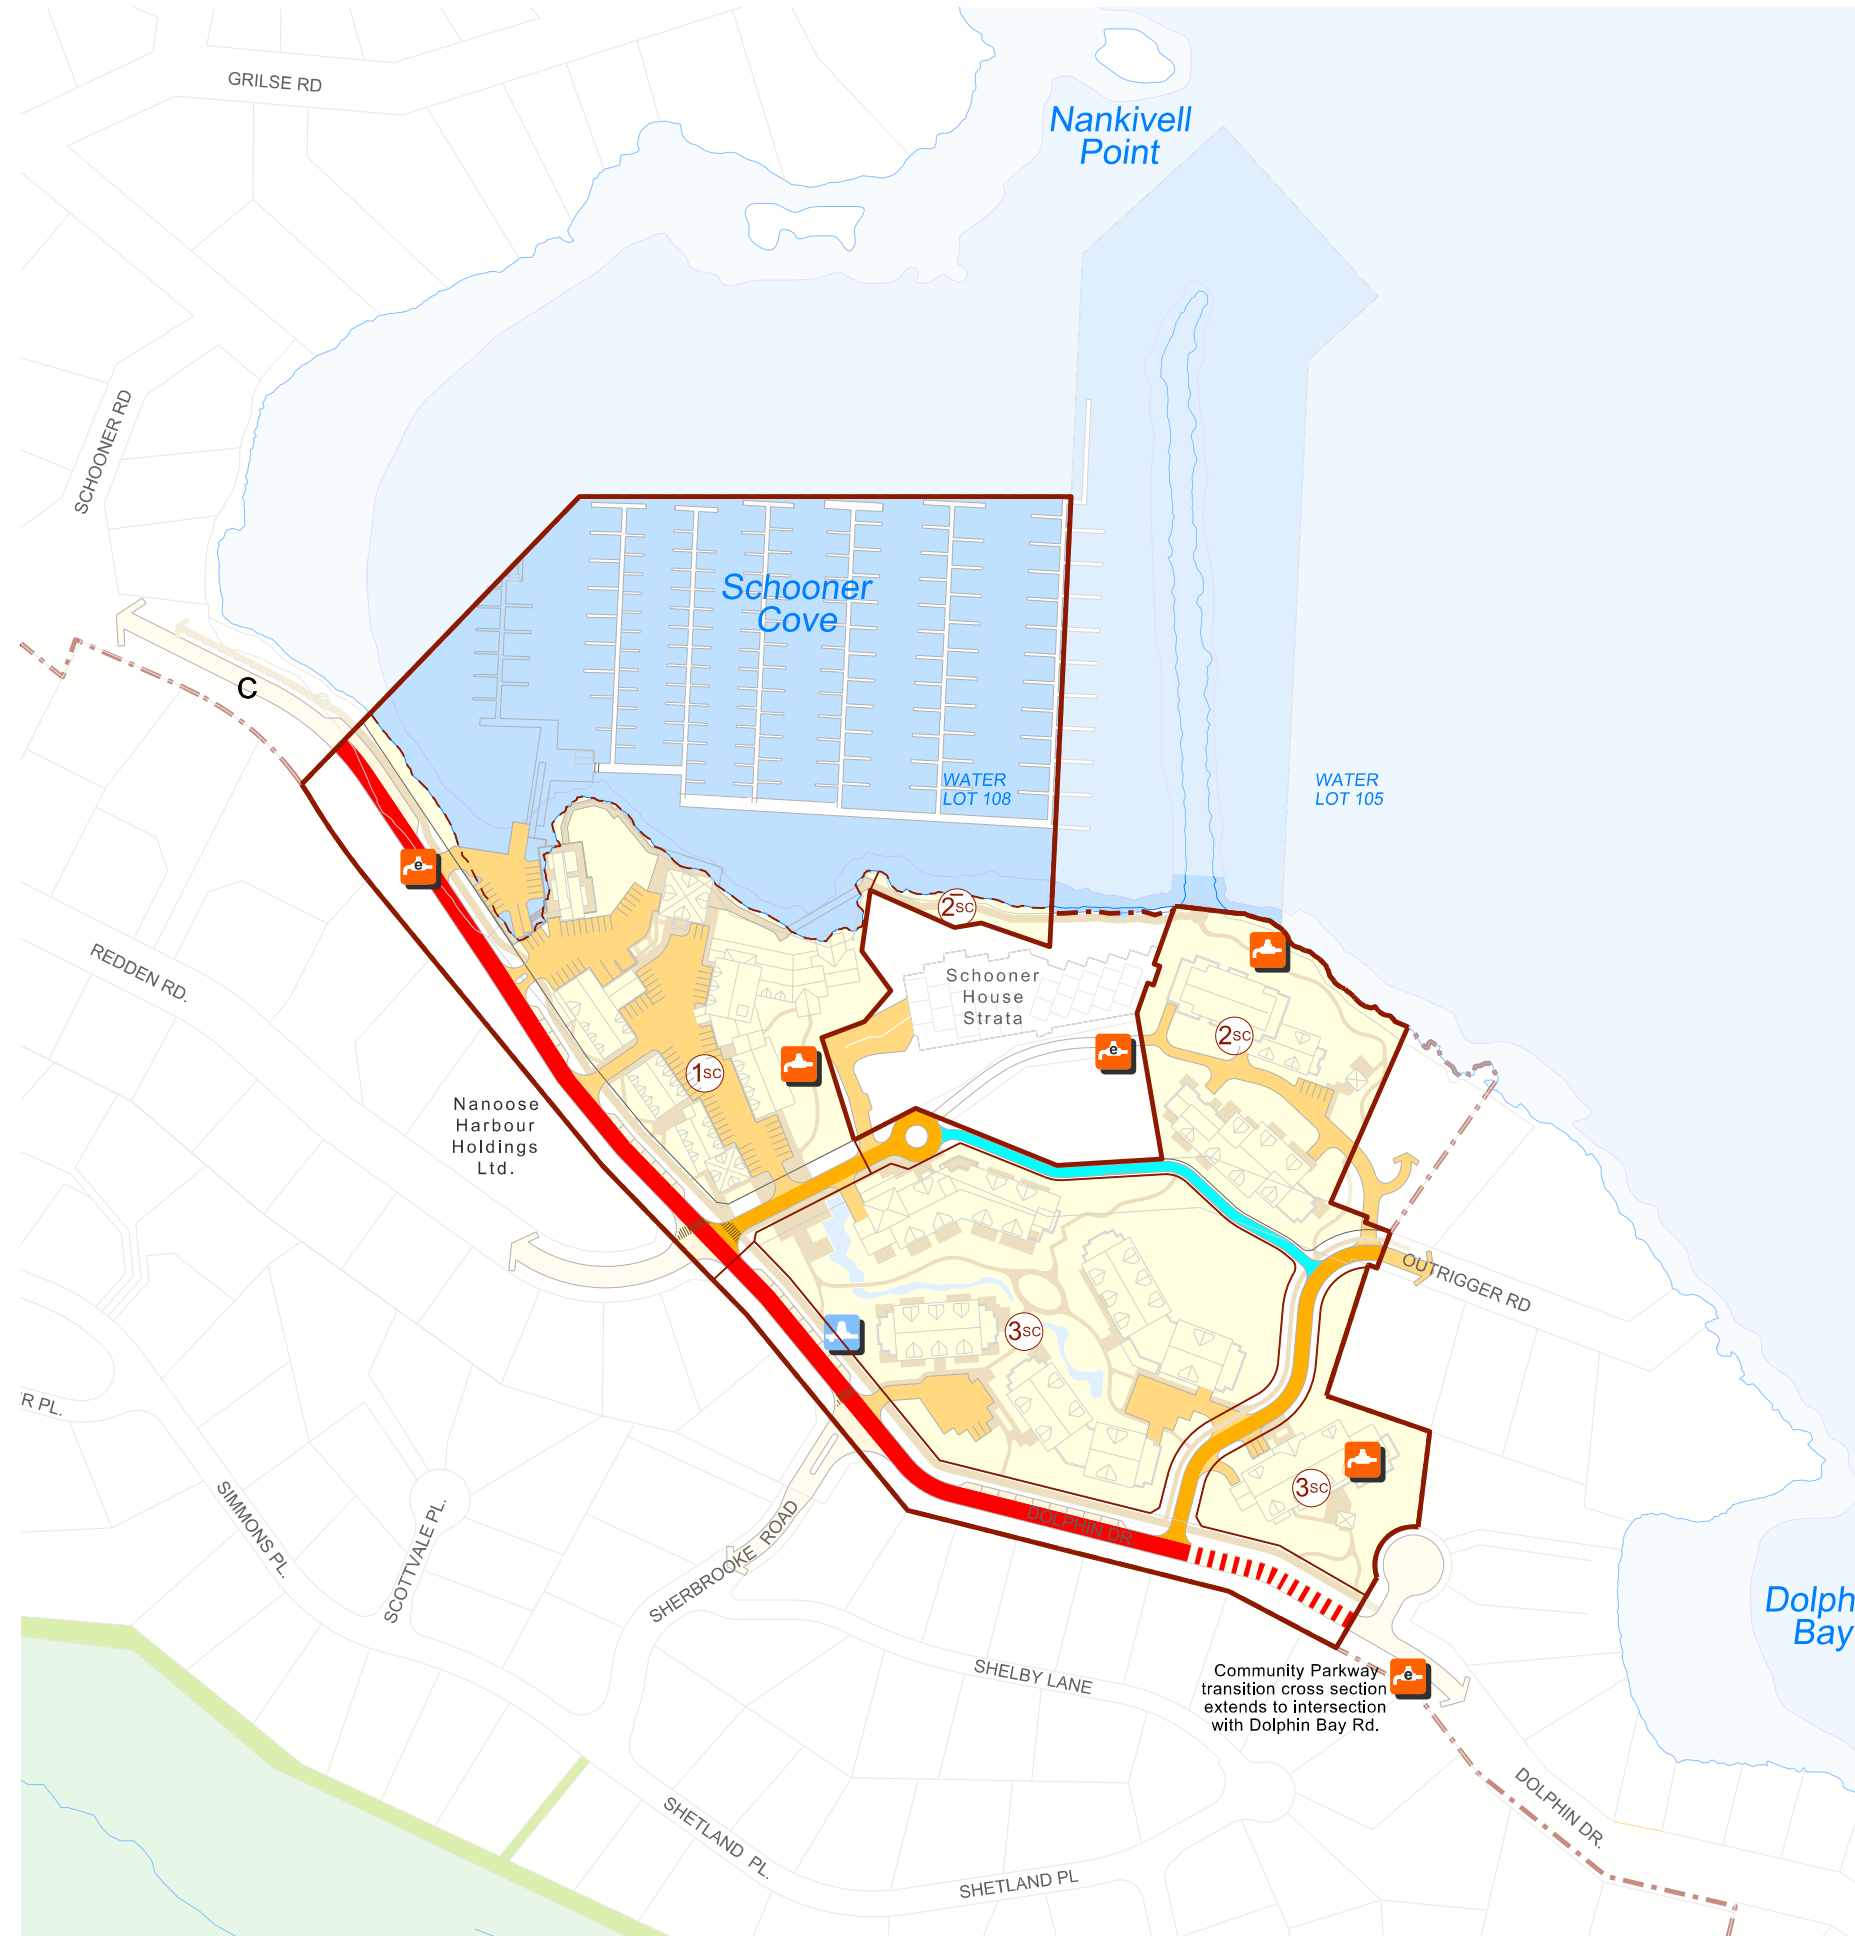 GRILSE RD
Nankivell
Point
SCHOONER RD
Schooner
Cove
C
WATER
LOT 108
WATER
LOT 105
e
2SC
REDDEN RD.
Schooner
House
Strata
2SC
e
1SC
Nanoose
Harbour
Holdings
Ltd.
OUTRIGGER RD
3SC
R PL.
3SC
DOLPHIN DR.
SIMMONS PL.
SCOTTVALE PL.
SHERBROOKE ROAD
Dolph
Bay
SHELBY LANE
Community Parkway
transition cross section
extends to intersection
with Dolphin Bay Rd.
e
DOLPHIN DR.
SHETLAND PL.
SHETLAND PL